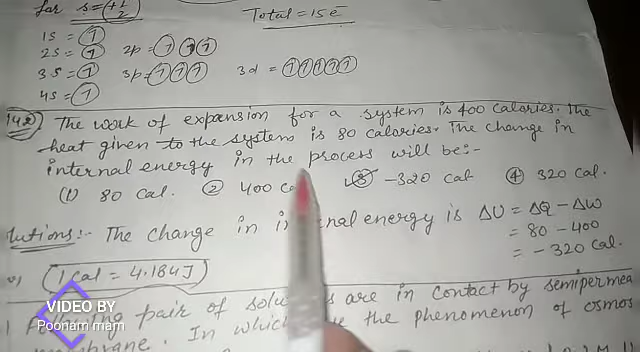 for s = +1/2
Total = 15 e⁻
1s = 1
2s = 1 2p = 1 1 1
3s = 1 3p = 1 1 1 3d = 1 1 1 1 1
4s = 1
142) The work of expansion for a system is 400 calories. The
heat given to the system is 80 calories. The change in
internal energy in the process will be:-
(1) 80 cal. (2) 400 (3) -320 cal (4) 320 cal.
lutions:- The change in energy is ΔU = ΔQ - ΔW
= 80 - 400
= -320 cal.
(1 cal = 4.184 J)
pair of are in contact by semipermea
In which the phenomenon of osmos
VIDEO BY
Poonam mam